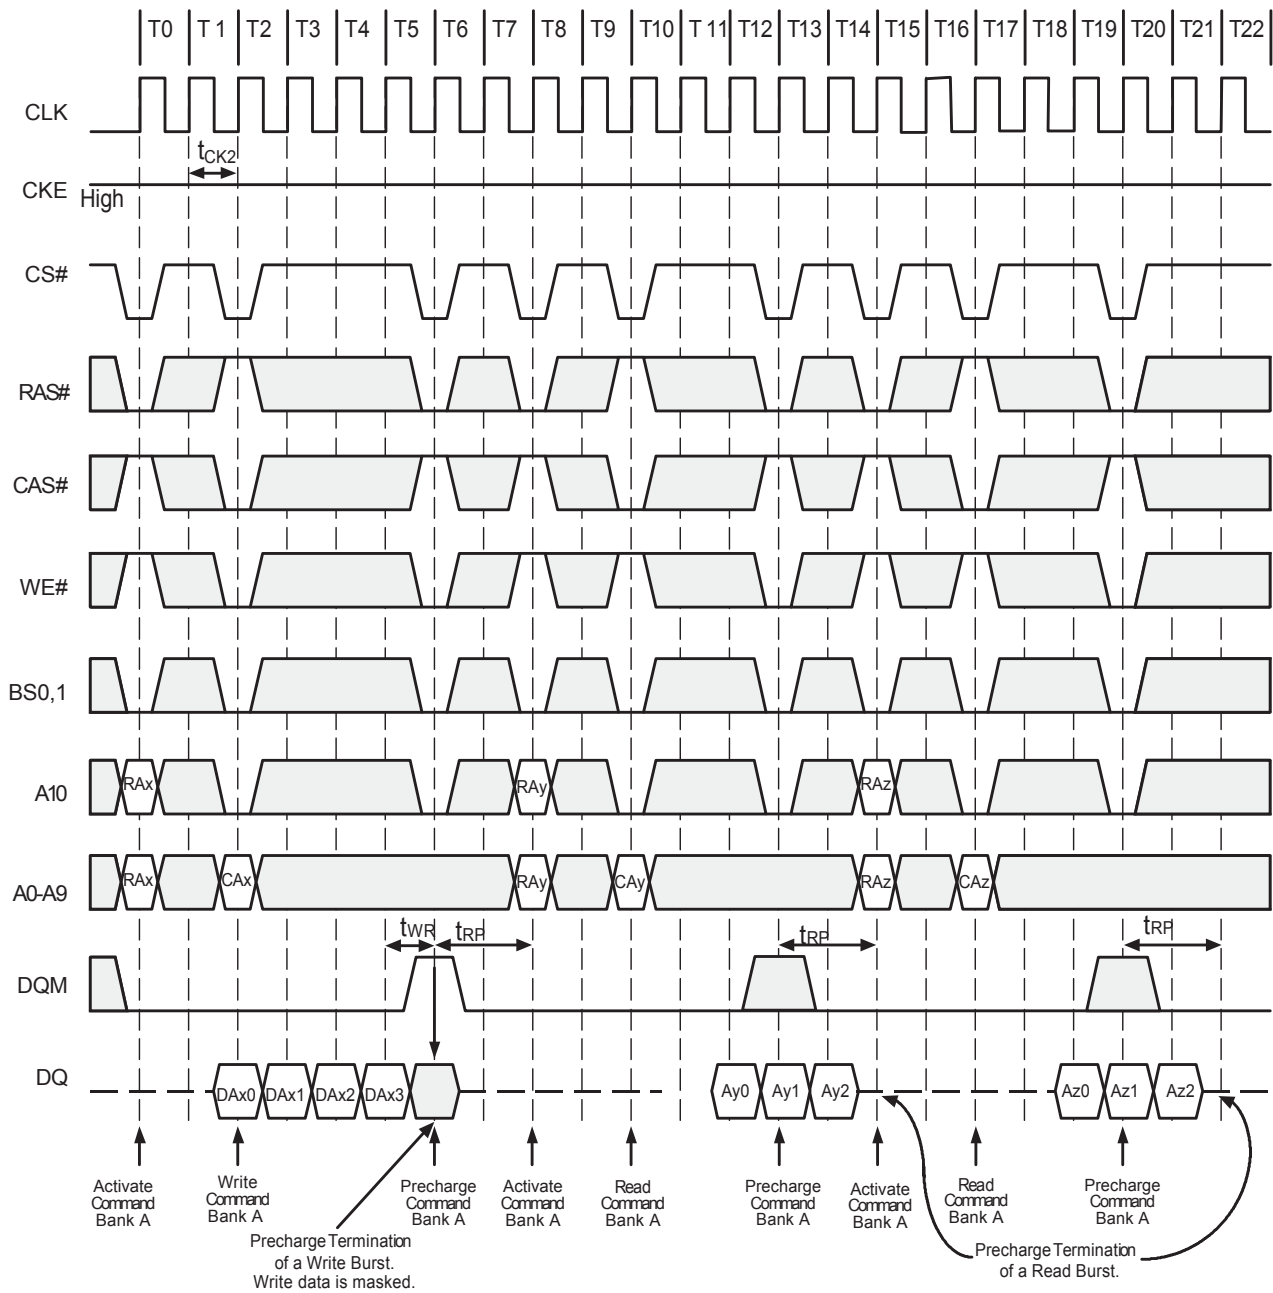 T0 T 1 T2 T3 T4 T5 T6 T7 T8 T9 T10 T 11 T12 T13 T14 T15 T16 T17 T18 T19 T20 T21 T22
CLK
tCK2
CKE
High
CS#
RAS#
CAS#
WE#
BS0,1
A10 RAx RAy RAz
A0-A9 RAx CAx RAy CAy RAz CAz
tWR tRP tRP tRP
DQM
DQ
DAx0 DAx1 DAx2 DAx3 Ay0 Ay1 Ay2 Az0 Az1 Az2
Activate
Command
Bank A
Write
Command
Bank A
Precharge
Command
Bank A
Activate
Command
Bank A
Read
Command
Bank A
Precharge
Command
Bank A
Activate
Command
Bank A
Read
Command
Bank A
Precharge
Command
Bank A
Precharge Termination
of a Write Burst.
Write data is masked.
Precharge Termination
of a Read Burst.